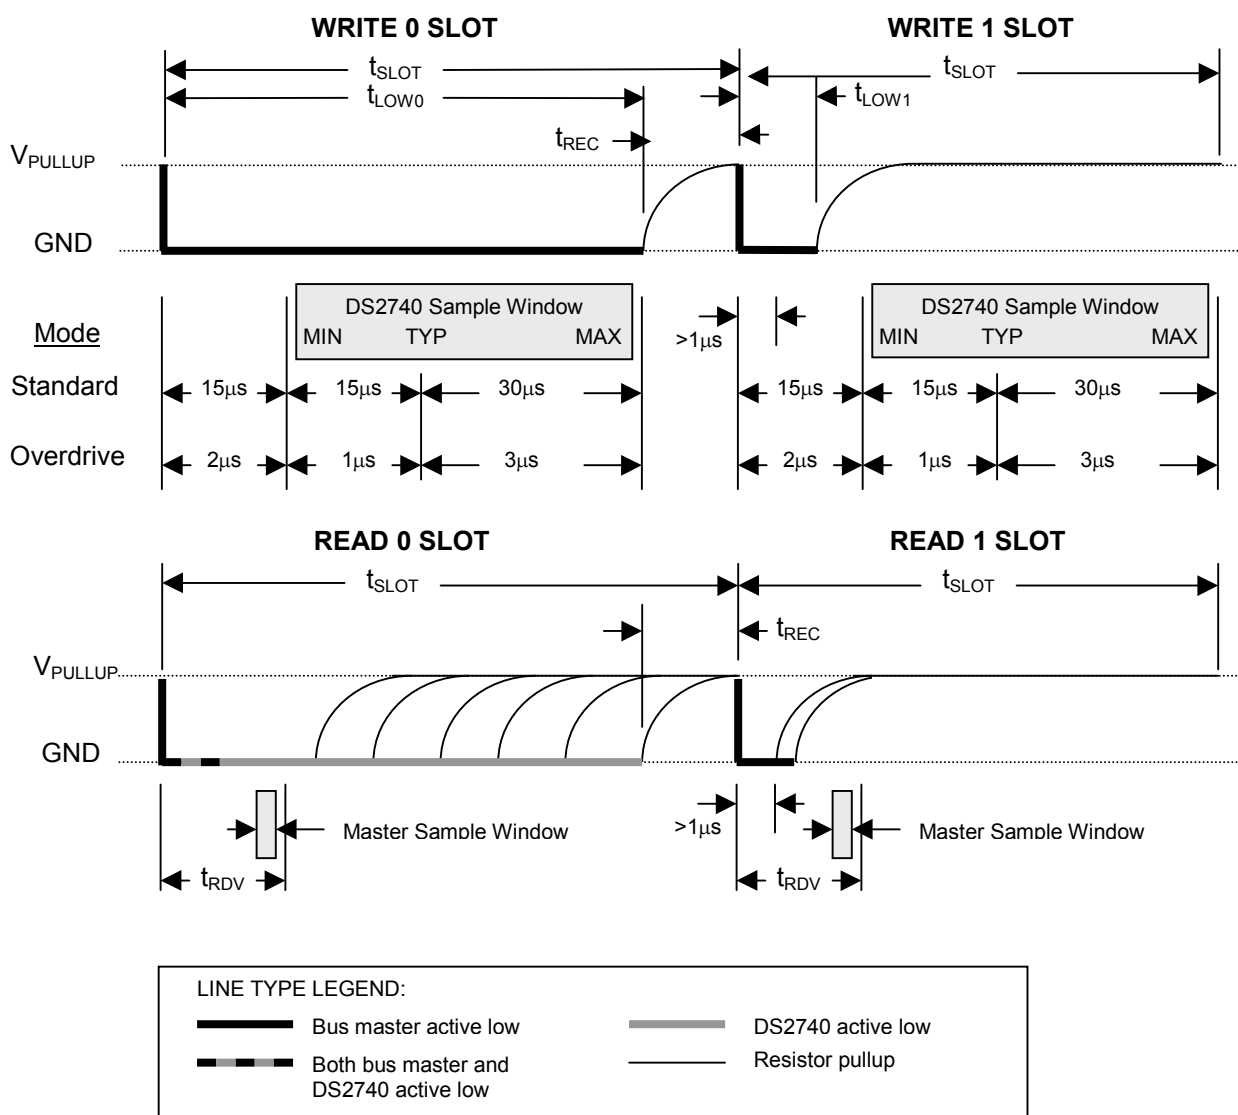 WRITE 0 SLOT WRITE 1 SLOT
tSLOT tSLOT
tLOW0 tLOW1
tREC
VPULLUP
GND
DS2740 Sample Window DS2740 Sample Window
Mode MIN TYP MAX >1μs MIN TYP MAX
Standard 15μs 15μs 30μs 15μs 15μs 30μs
Overdrive 2μs 1μs 3μs 2μs 1μs 3μs
READ 0 SLOT READ 1 SLOT
tSLOT tSLOT
tREC
VPULLUP
GND
>1μs
Master Sample Window Master Sample Window
tRDV tRDV
LINE TYPE LEGEND:
Bus master active low DS2740 active low
Both bus master and Resistor pullup
DS2740 active low